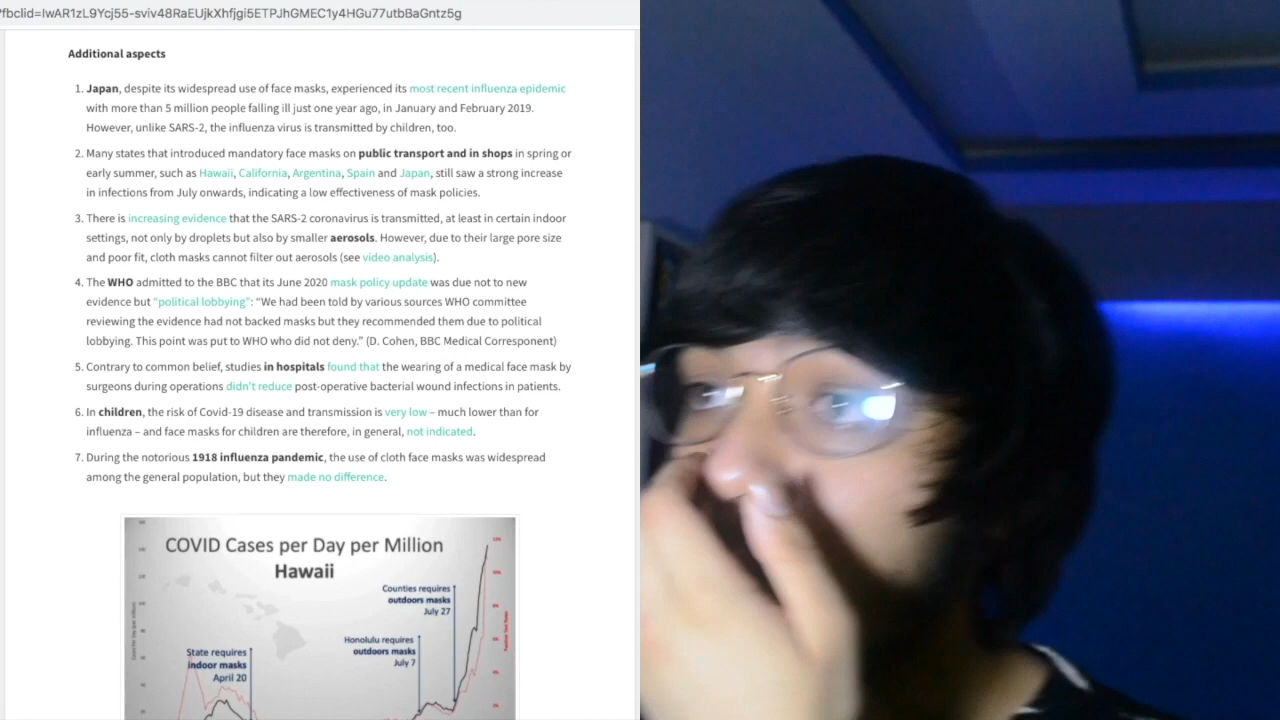 ?fbclid=IwAR1zL9Ycj55-sviv48RaEUjkXhfjgi5ETPJhGMEC1y4HGu77utbBaGntz5g
Additional aspects
1. Japan, despite its widespread use of face masks, experienced its most recent influenza epidemic
with more than 5 million people falling ill just one year ago, in January and February 2019.
However, unlike SARS-2, the influenza virus is transmitted by children, too.
2. Many states that introduced mandatory face masks on public transport and in shops in spring or
early summer, such as Hawaii, California, Argentina, Spain and Japan, still saw a strong increase
in infections from July onwards, indicating a low effectiveness of mask policies.
3. There is increasing evidence that the SARS-2 coronavirus is transmitted, at least in certain indoor
settings, not only by droplets but also by smaller aerosols. However, due to their large pore size
and poor fit, cloth masks cannot filter out aerosols (see video analysis).
4. The WHO admitted to the BBC that its June 2020 mask policy update was due not to new
evidence but "political lobbying": “We had been told by various sources WHO committee
reviewing the evidence had not backed masks but they recommended them due to political
lobbying. This point was put to WHO who did not deny.” (D. Cohen, BBC Medical Corresponent)
5. Contrary to common belief, studies in hospitals found that the wearing of a medical face mask by
surgeons during operations didn't reduce post-operative bacterial wound infections in patients.
6. In children, the risk of Covid-19 disease and transmission is very low – much lower than for
influenza – and face masks for children are therefore, in general, not indicated.
7. During the notorious 1918 influenza pandemic, the use of cloth face masks was widespread
among the general population, but they made no difference.
COVID Cases per Day per Million
Hawaii
Counties requires
outdoors masks
July 27
Honolulu requires
outdoors masks
July 7
State requires
indoor masks
April 20